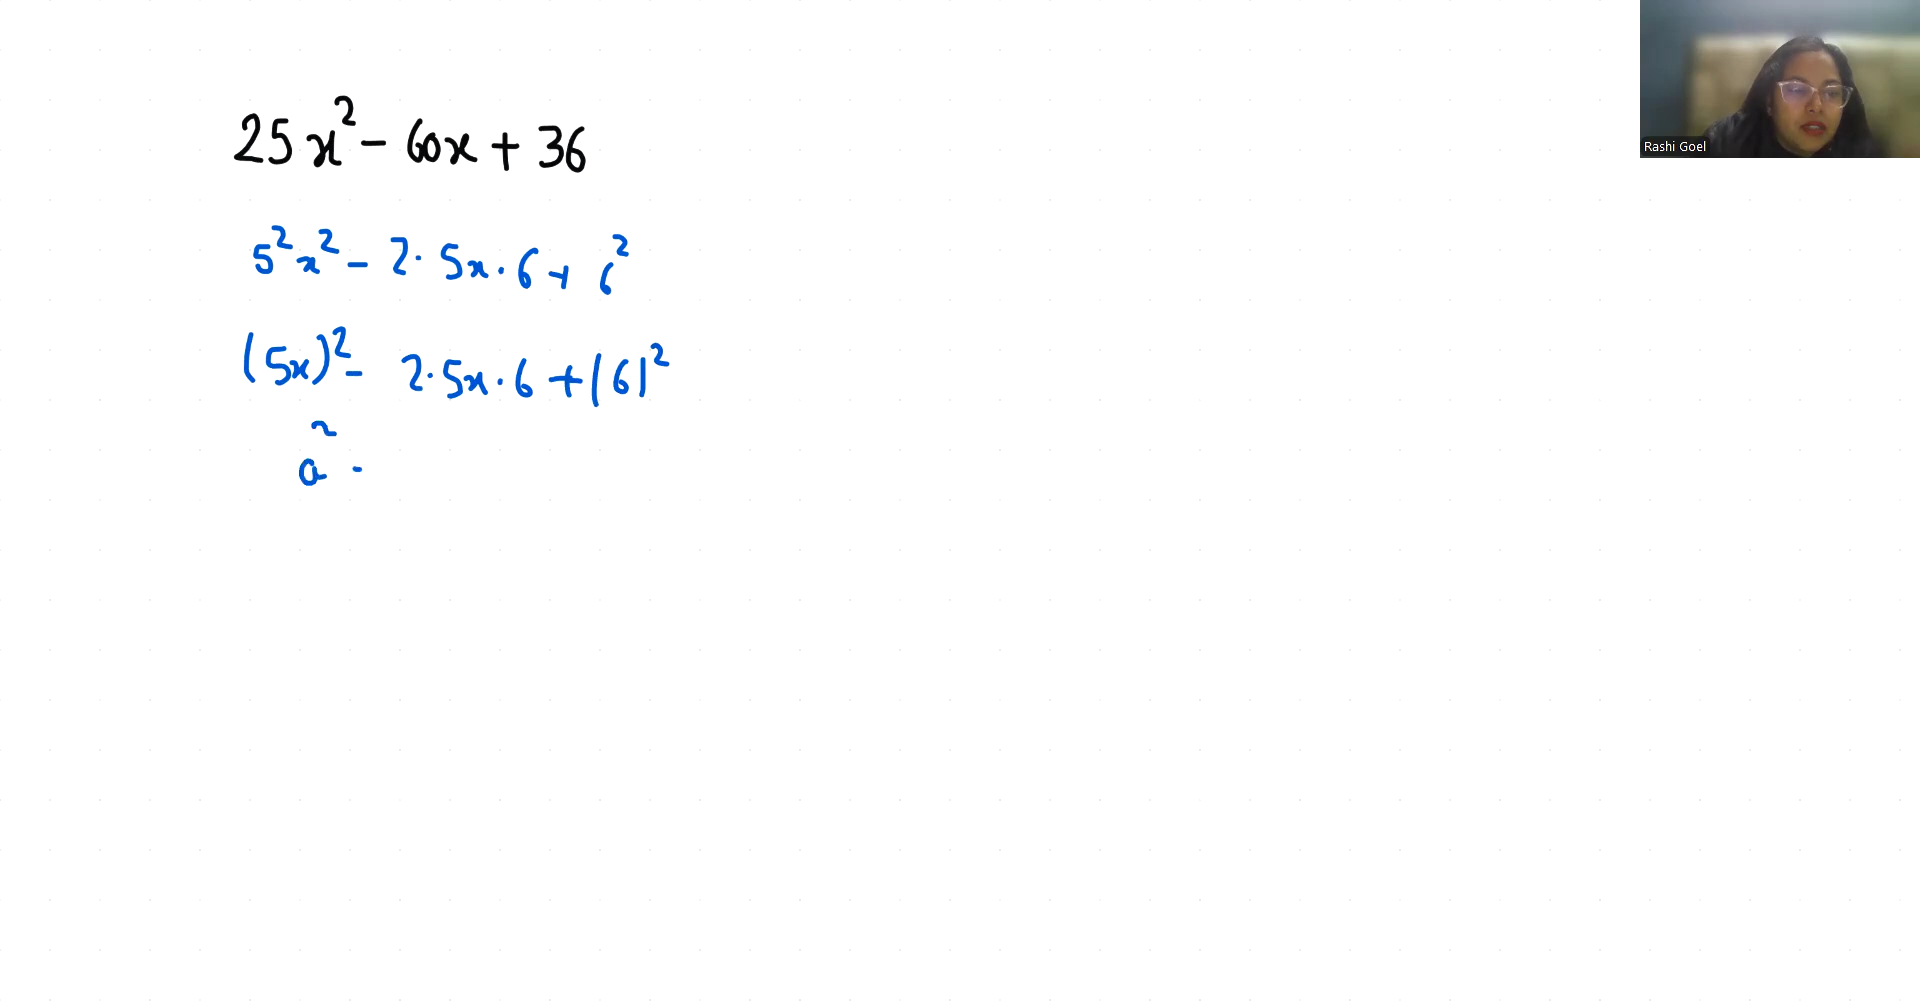 25x² - 60x + 36
5²x² - 2· 5x · 6 + 6²
(5x)² - 2·5x · 6 + (6)²
a² -
Rashi Goel